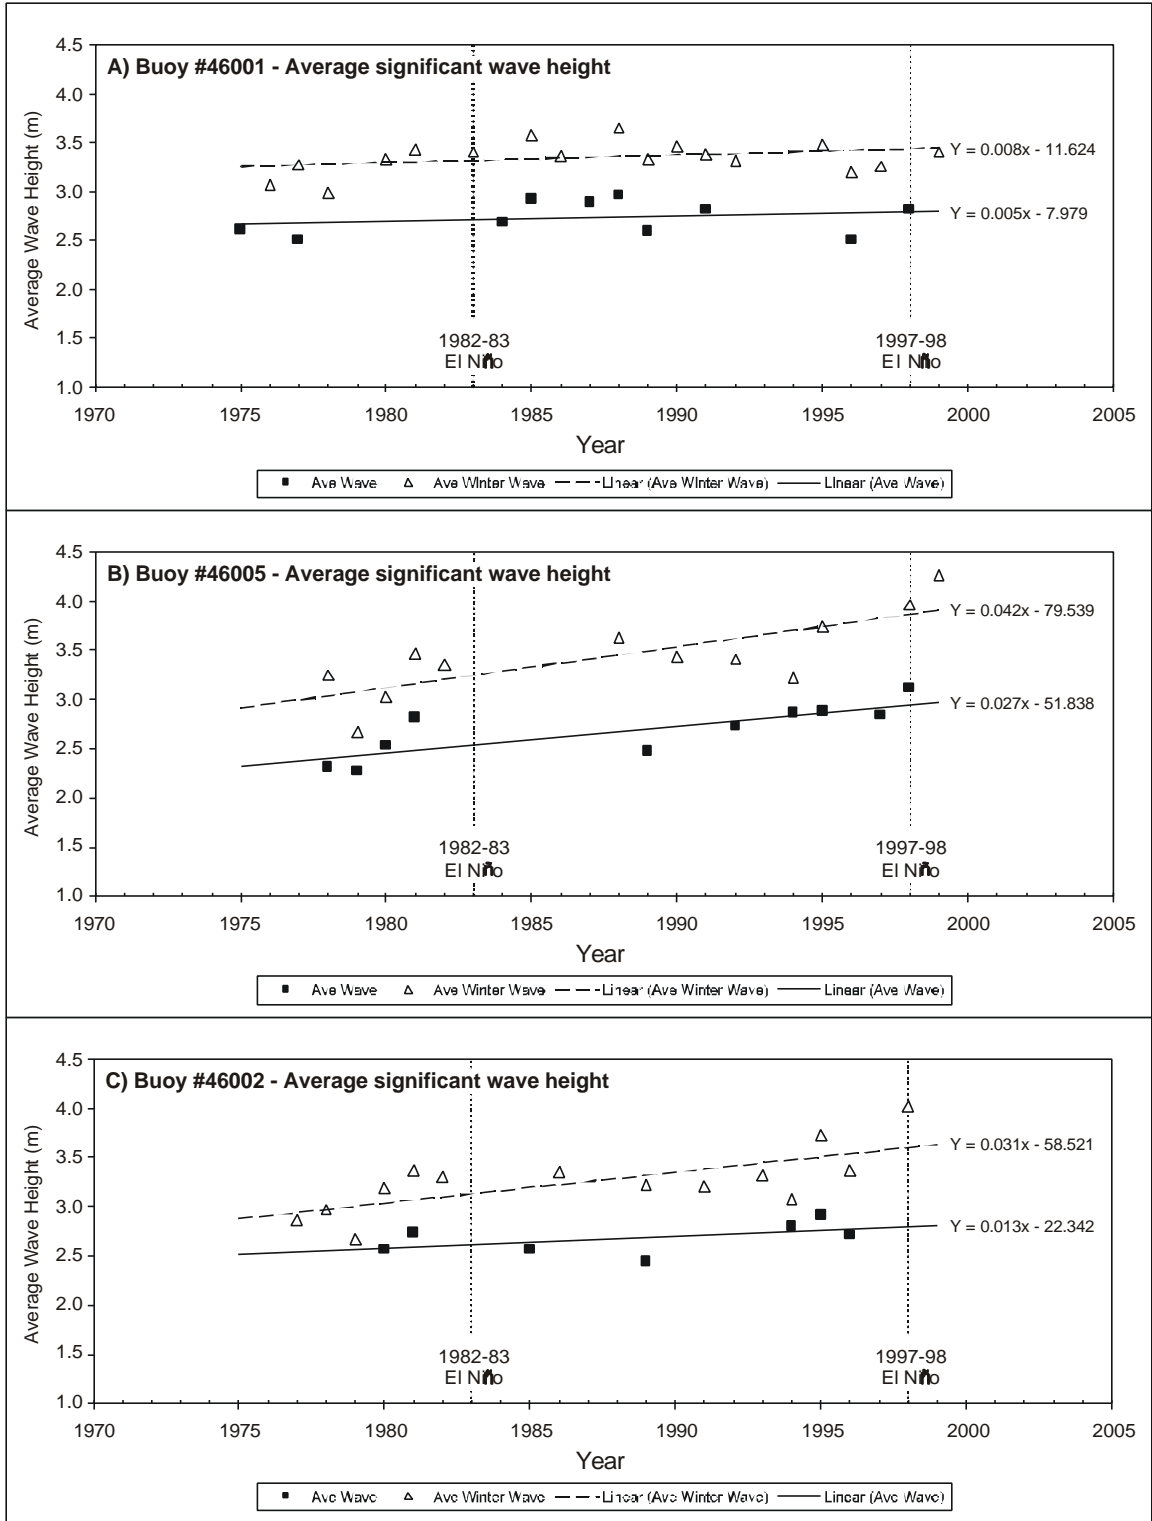 A) Buoy #46001 - Average significant wave height
Average Wave Height (m)
4.5
4.0
3.5
3.0
2.5
2.0
1.5
1.0
Y = 0.008x - 11.624
Y = 0.005x - 7.979
1982-83
El Niño
1997-98
El Niño
1970 1975 1980 1985 1990 1995 2000 2005
Year
Ave Wave Ave Winter Wave Linear (Ave Winter Wave) Linear (Ave Wave)
B) Buoy #46005 - Average significant wave height
Average Wave Height (m)
4.5
4.0
3.5
3.0
2.5
2.0
1.5
1.0
Y = 0.042x - 79.539
Y = 0.027x - 51.838
1982-83
El Niño
1997-98
El Niño
1970 1975 1980 1985 1990 1995 2000 2005
Year
Ave Wave Ave Winter Wave Linear (Ave Winter Wave) Linear (Ave Wave)
C) Buoy #46002 - Average significant wave height
Average Wave Height (m)
4.5
4.0
3.5
3.0
2.5
2.0
1.5
1.0
Y = 0.031x - 58.521
Y = 0.013x - 22.342
1982-83
El Niño
1997-98
El Niño
1970 1975 1980 1985 1990 1995 2000 2005
Year
Ave Wave Ave Winter Wave Linear (Ave Winter Wave) Linear (Ave Wave)